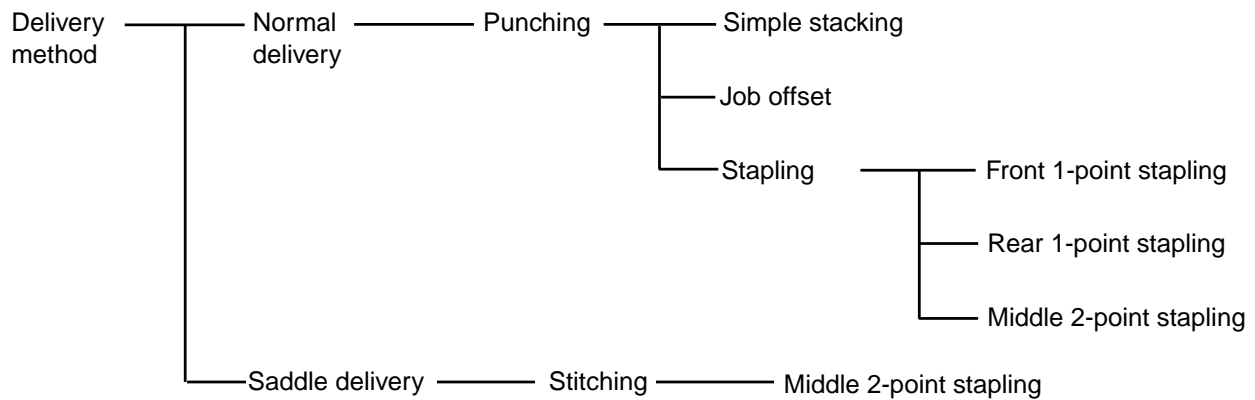 Delivery
method
Normal
delivery
Punching
Simple stacking
Job offset
Stapling
Front 1-point stapling
Rear 1-point stapling
Middle 2-point stapling
Saddle delivery
Stitching
Middle 2-point stapling